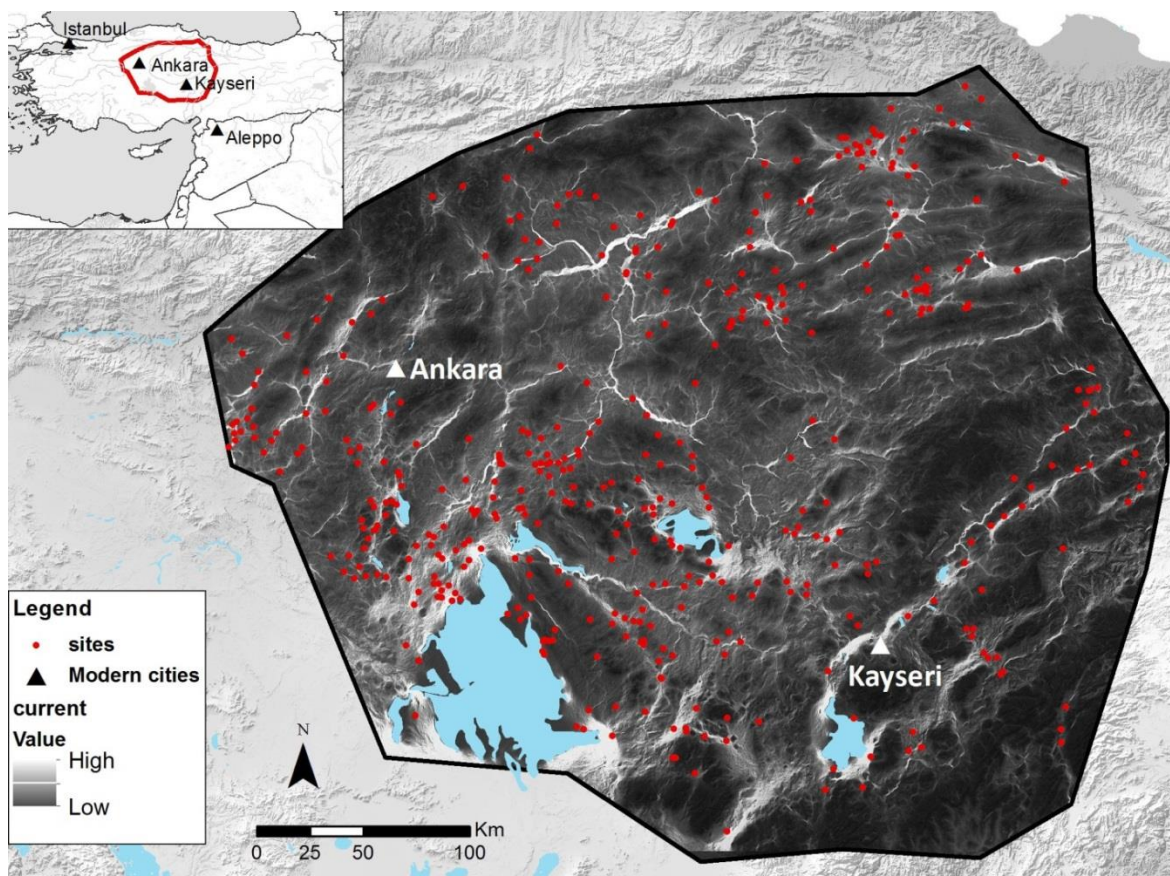 Istanbul
Ankara
Kayseri
Aleppo
Ankara
Kayseri
Legend
sites
Modern cities
current
Value
High
Low
N
Km
0 25 50 100